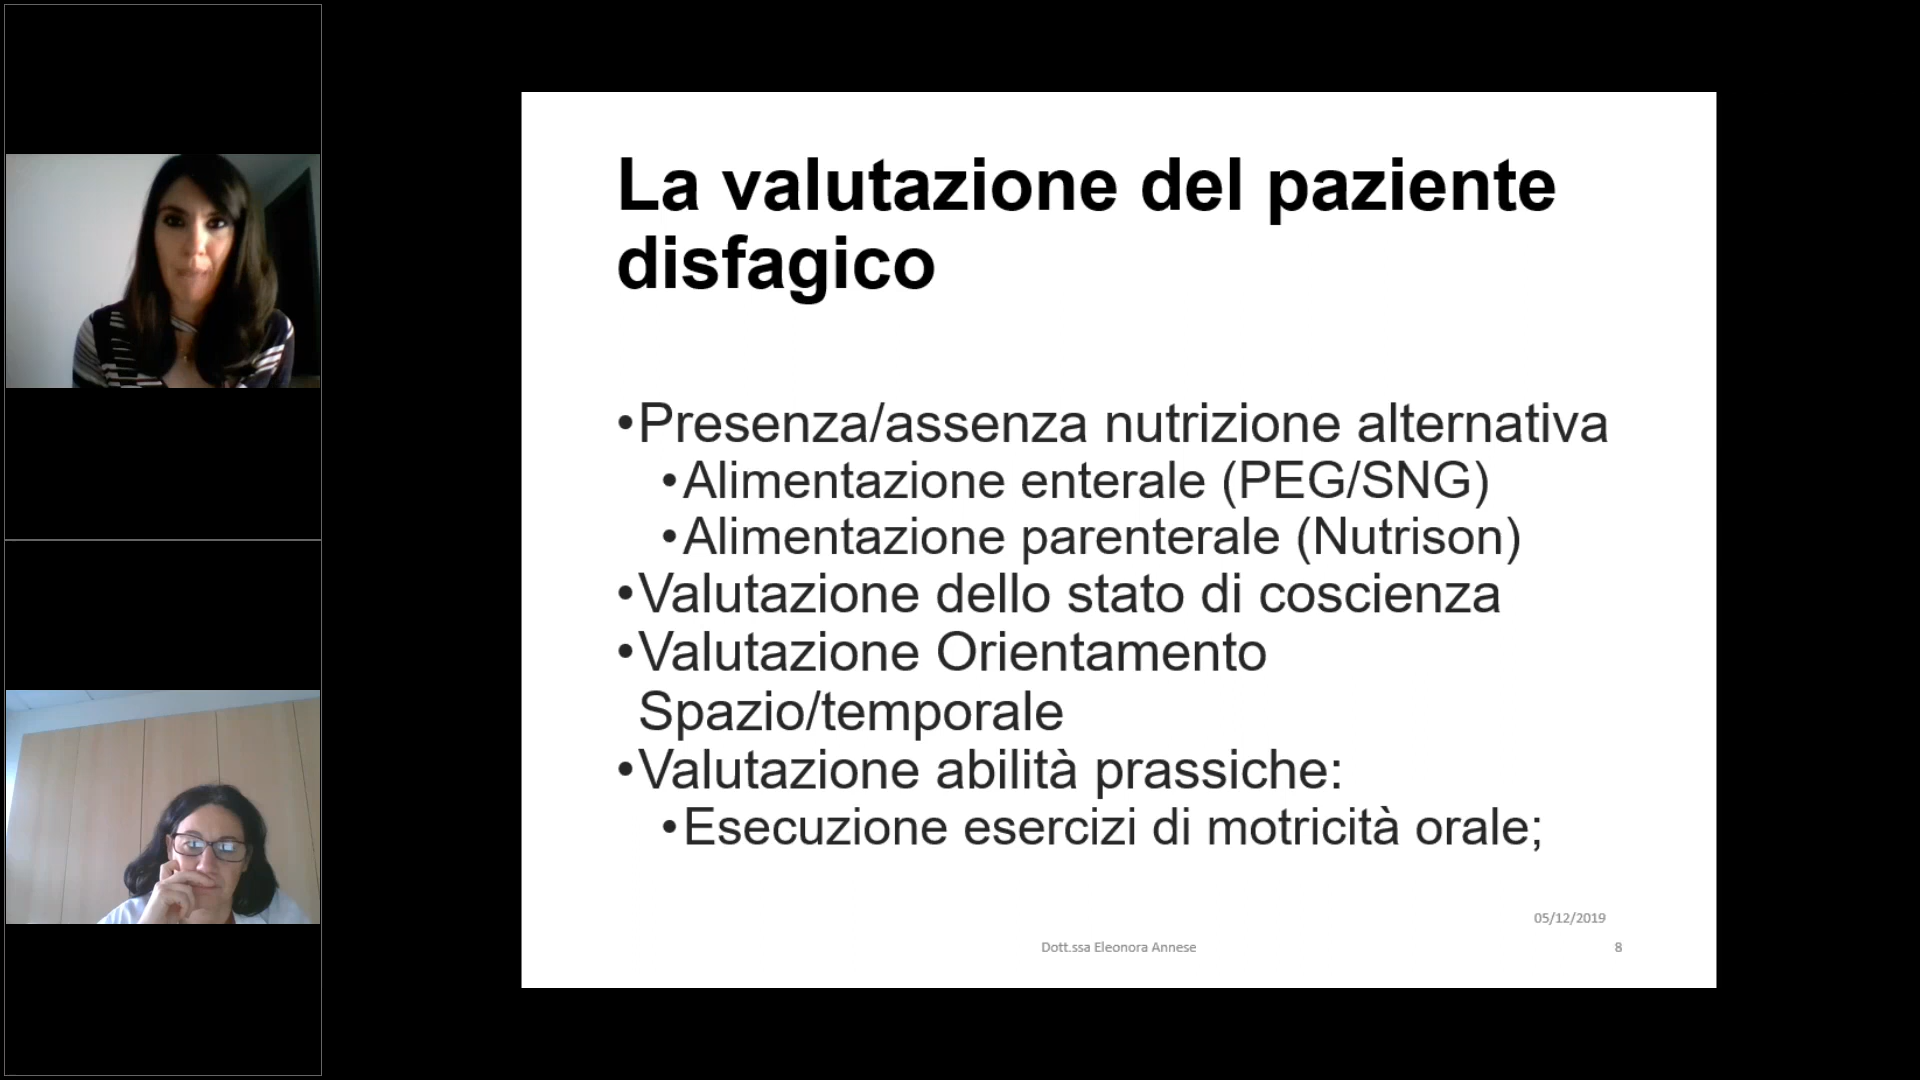 La valutazione del paziente
disfagico
•Presenza/assenza nutrizione alternativa
•Alimentazione enterale (PEG/SNG)
•Alimentazione parenterale (Nutrison)
•Valutazione dello stato di coscienza
•Valutazione Orientamento
Spazio/temporale
•Valutazione abilità prassiche:
•Esecuzione esercizi di motricità orale;
05/12/2019
Dott.ssa Eleonora Annese
8